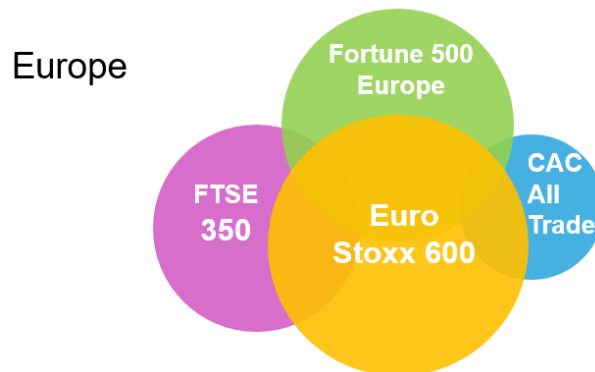 Europe
Fortune 500
Europe
FTSE
350
Euro
Stoxx 600
CAC
All
Trade